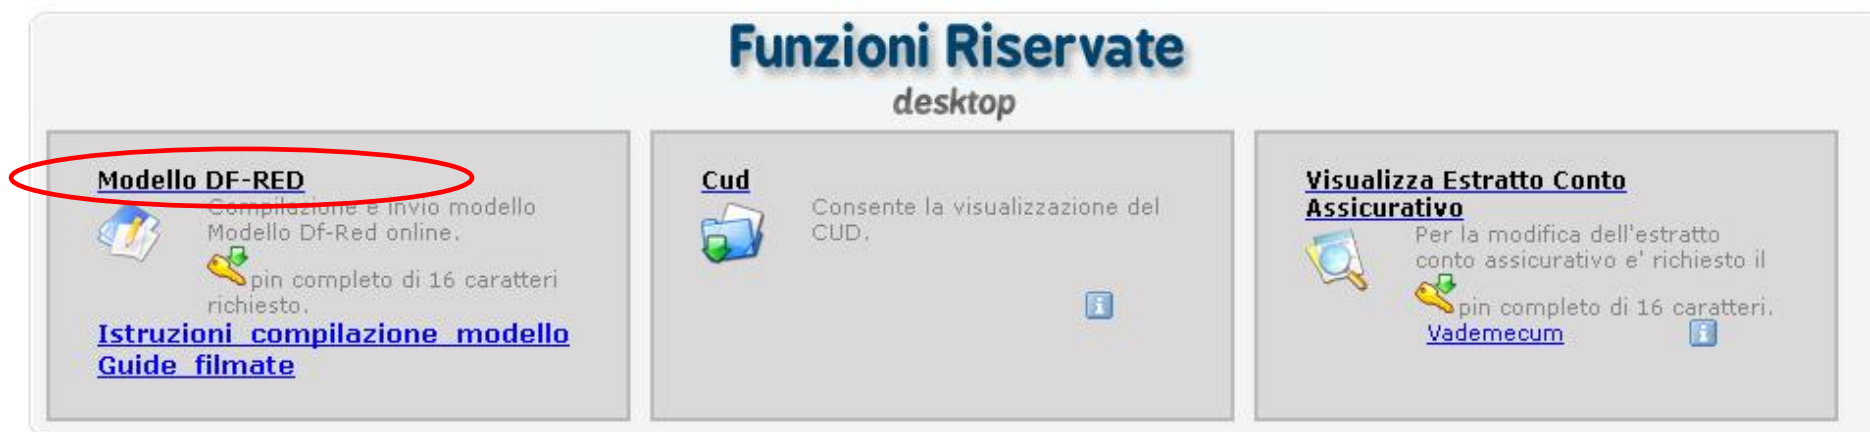 Funzioni Riservate
desktop
Modello DF-RED
Compilazione e invio modello
Modello Df-Red online.
pin completo di 16 caratteri
richiesto.
Istruzioni compilazione modello
Guide filmate
Cud
Consente la visualizzazione del
CUD.
Visualizza Estratto Conto
Assicurativo
Per la modifica dell'estratto
conto assicurativo e' richiesto il
pin completo di 16 caratteri.
Vademecum